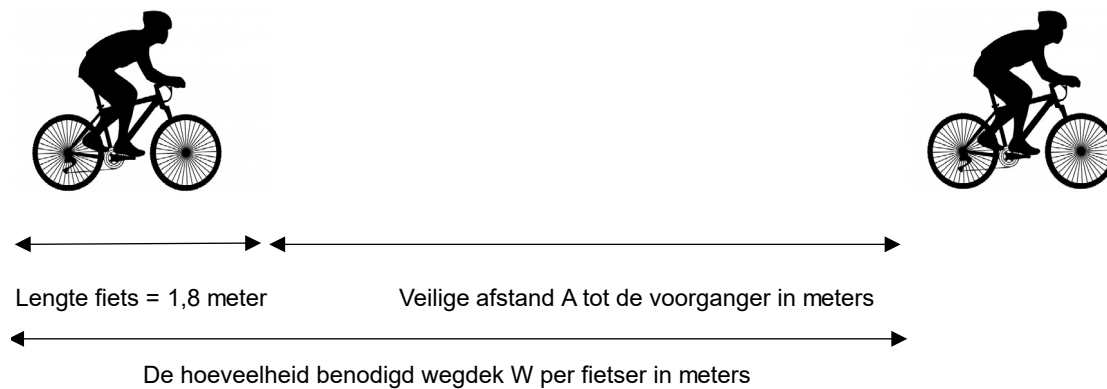 Lengte fiets = 1,8 meter
Veilige afstand A tot de voorganger in meters
De hoeveelheid benodigd wegdek W per fietser in meters